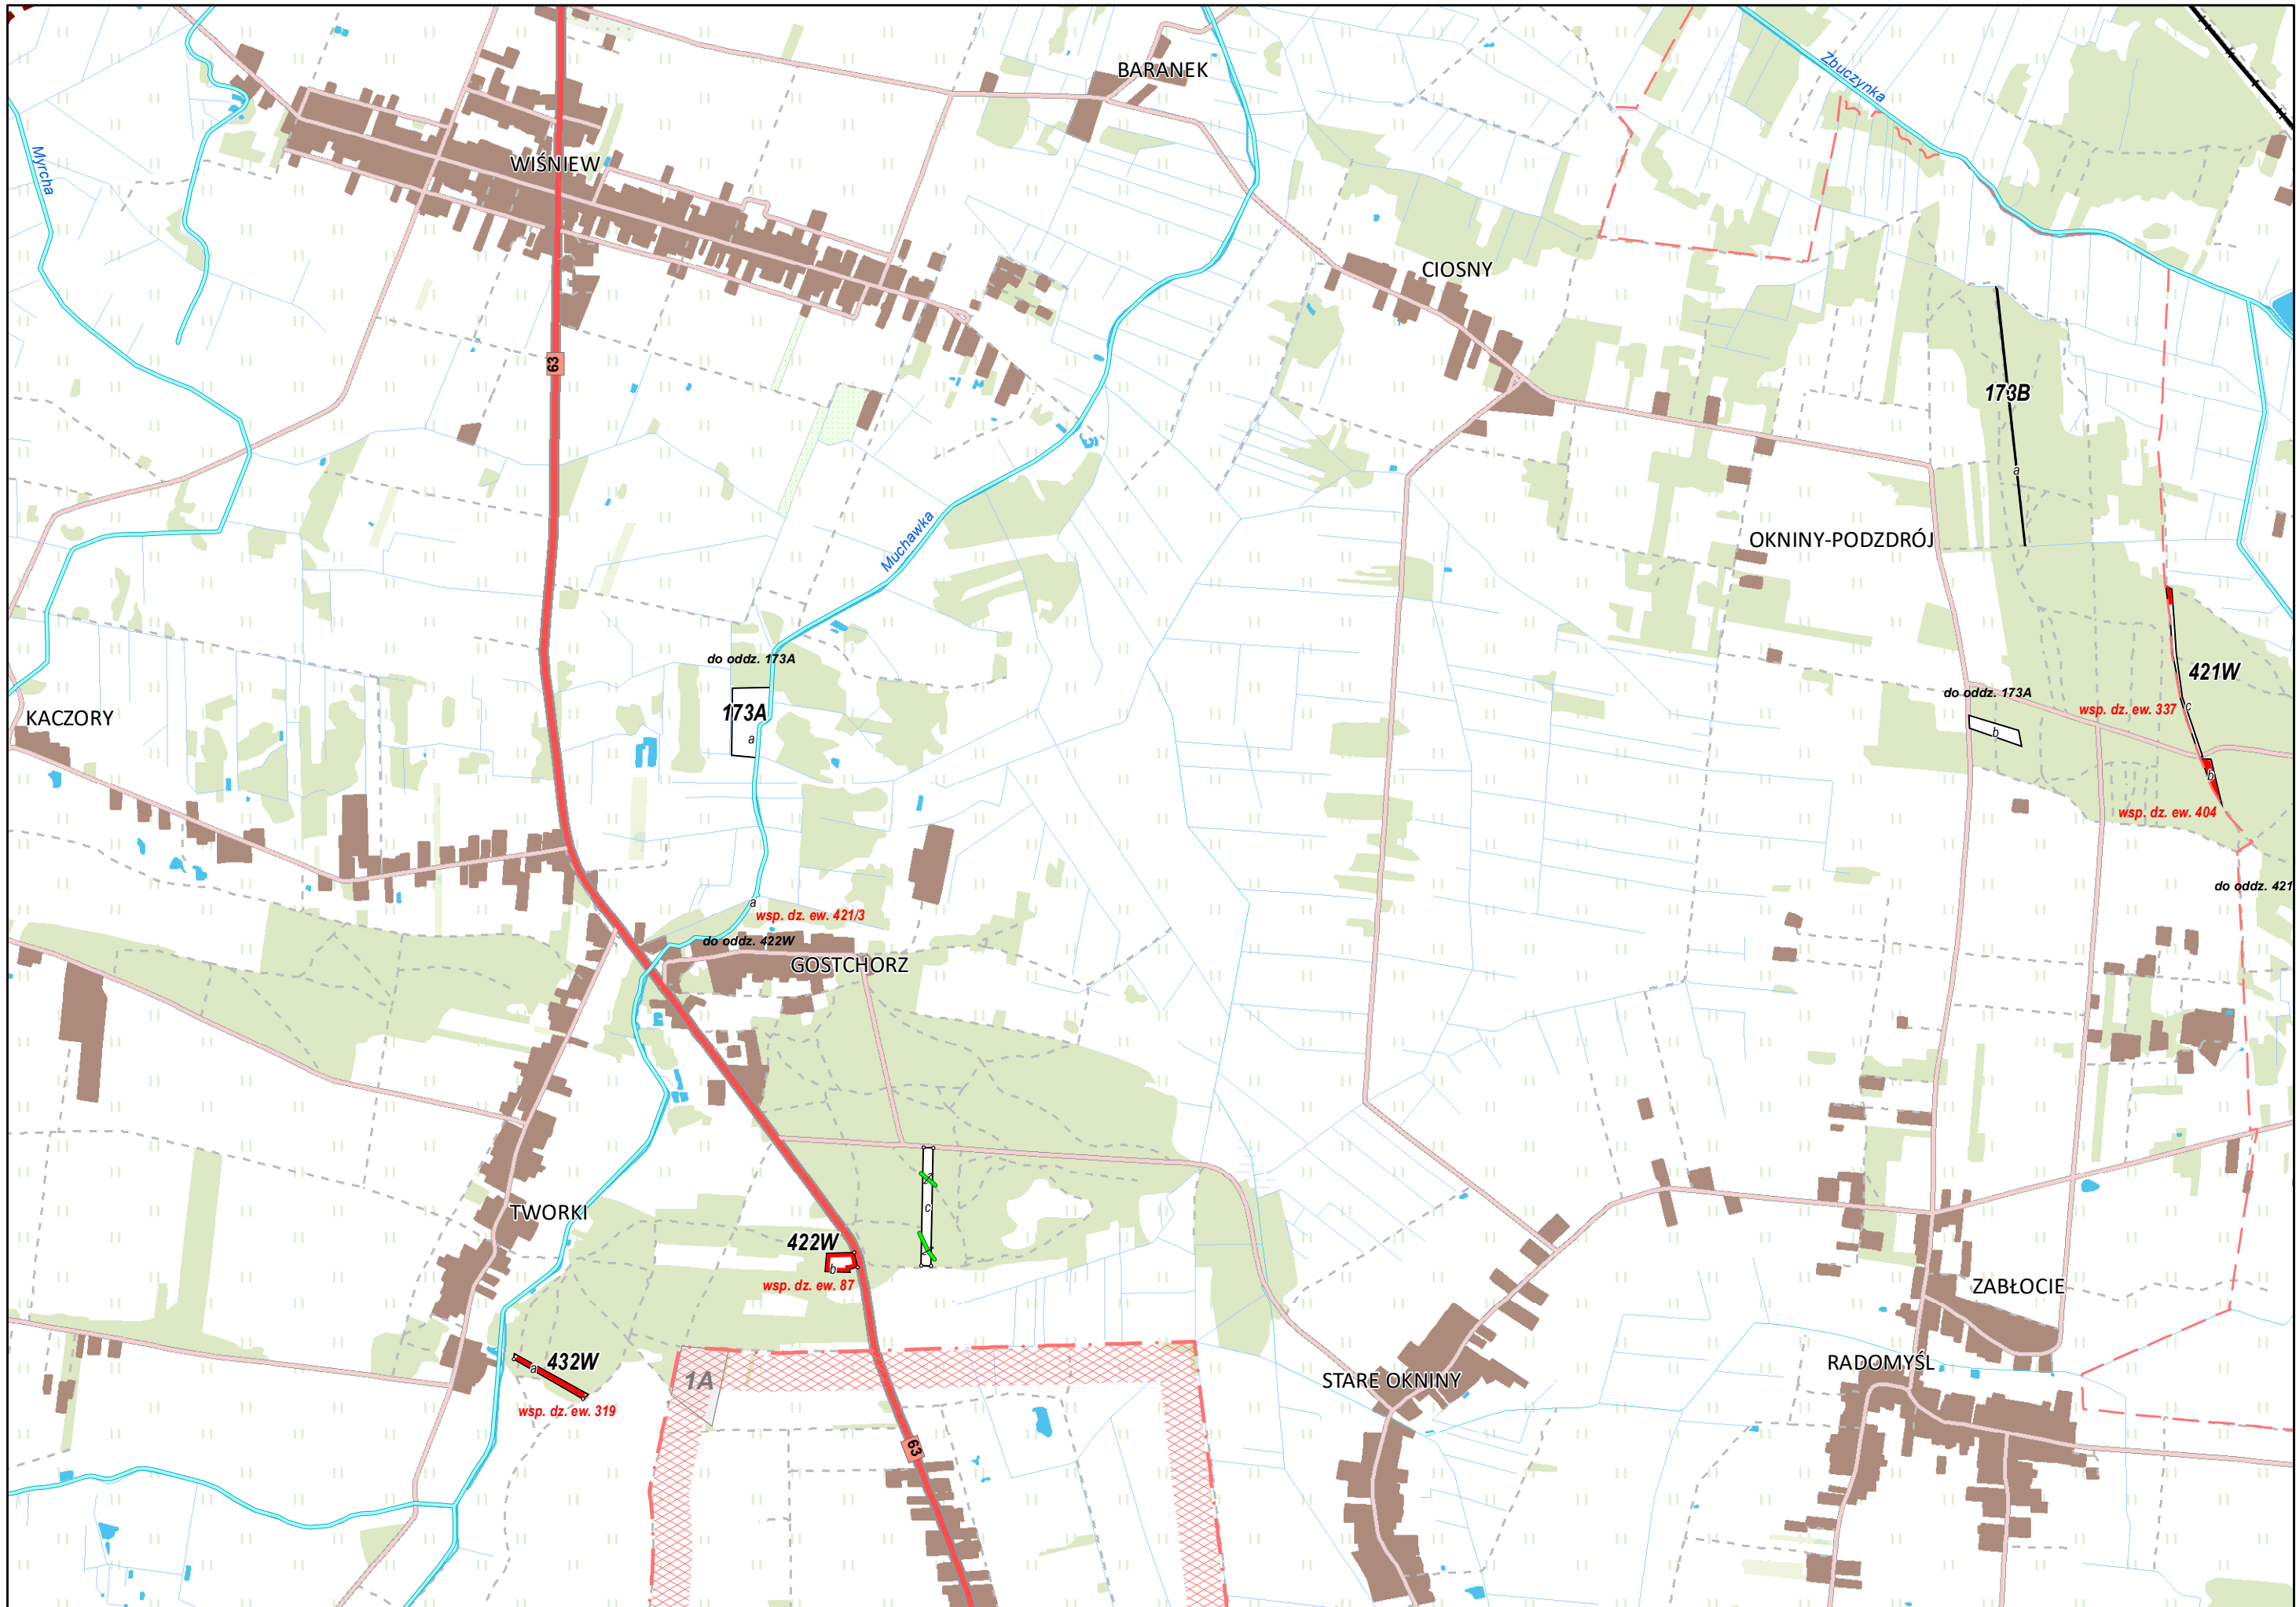 BARANEK
Zbuczynka
Myrcha
WIŚNIEW
CIOSNY
63
173B
a
Muchawka
OKNINY-PODZDRÓJ
do oddz. 173A
421W
do oddz. 173A
173A
wsp. dz. ew. 337
c
KACZORY
a
b
b
wsp. dz. ew. 404
do oddz. 421
a
wsp. dz. ew. 421/3
do oddz. 422W
GOSTCHORZ
c
TWORKI
422W
b
wsp. dz. ew. 87
ZABŁOCIE
a
432W
RADOMYŚL
1A
STARE OKNINY
wsp. dz. ew. 319
63